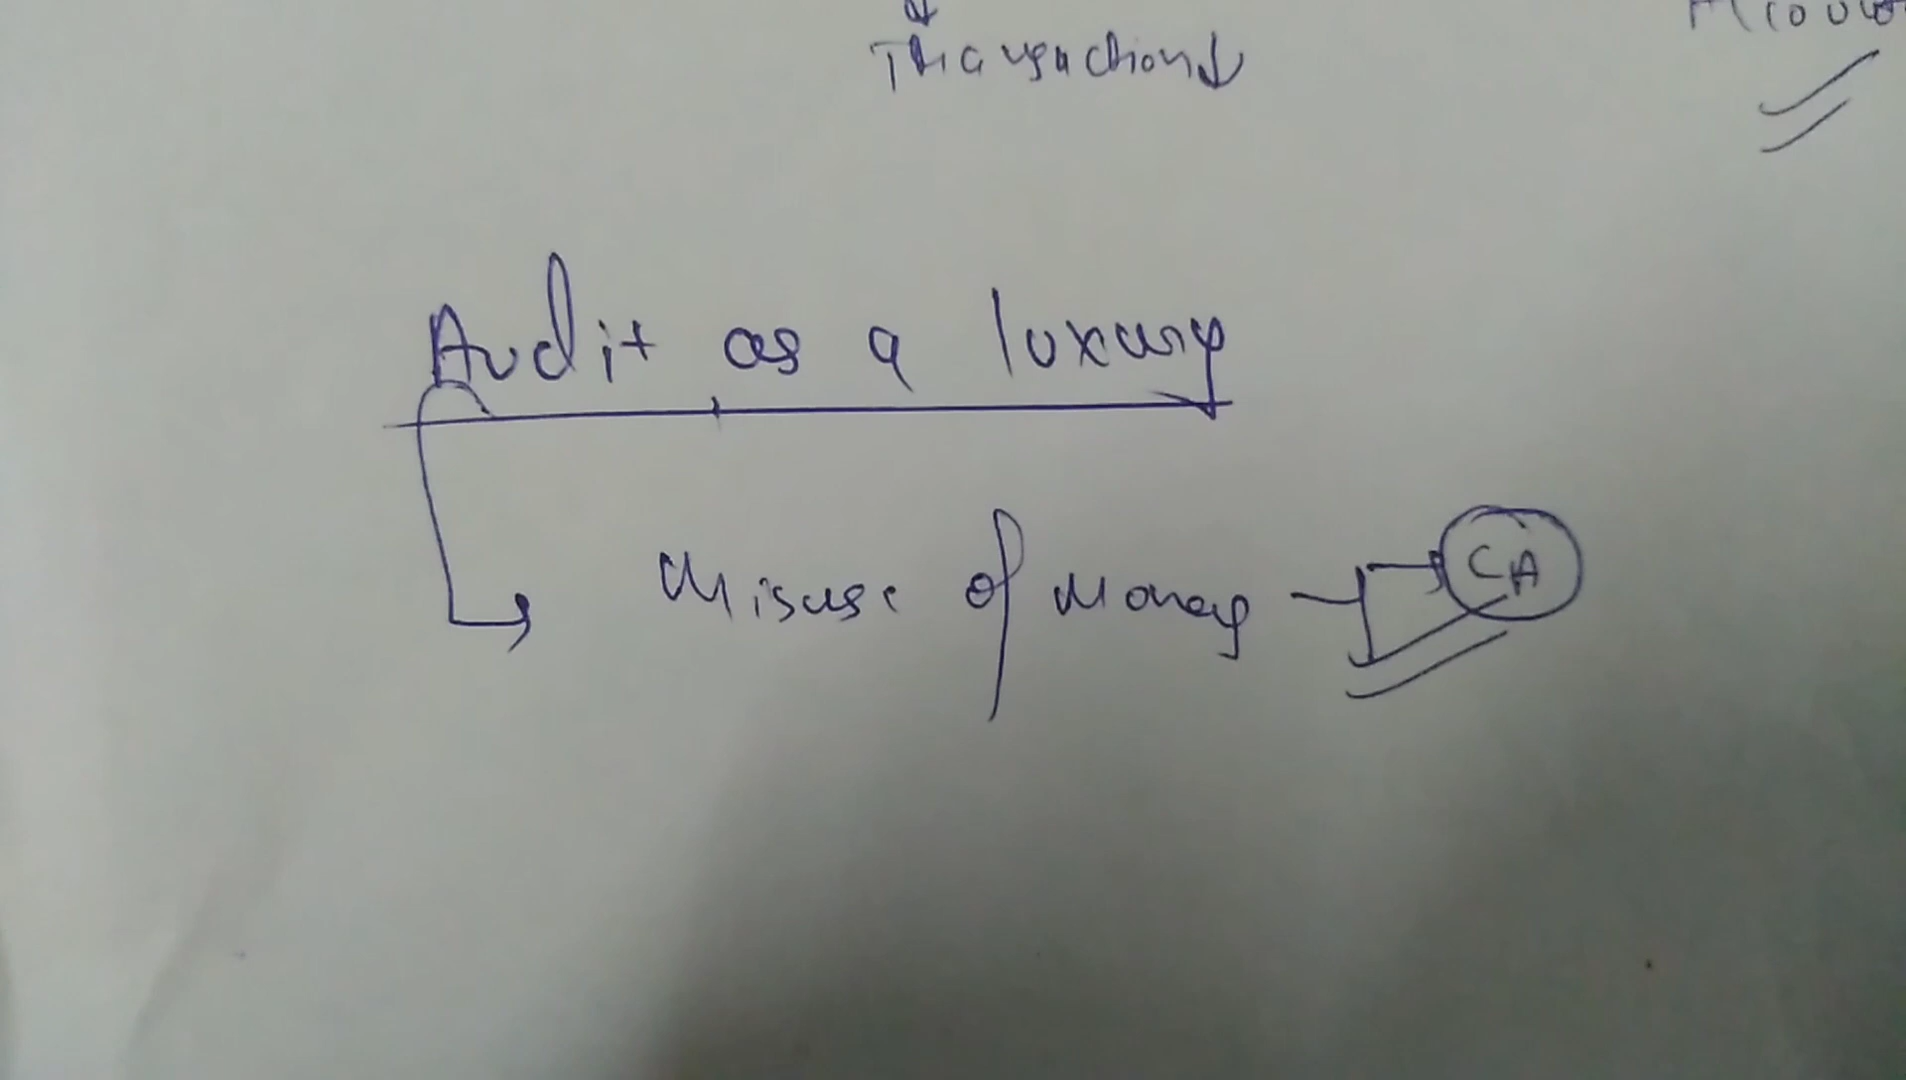 Transactions
Audit as a luxury
Misuse of Money
CA